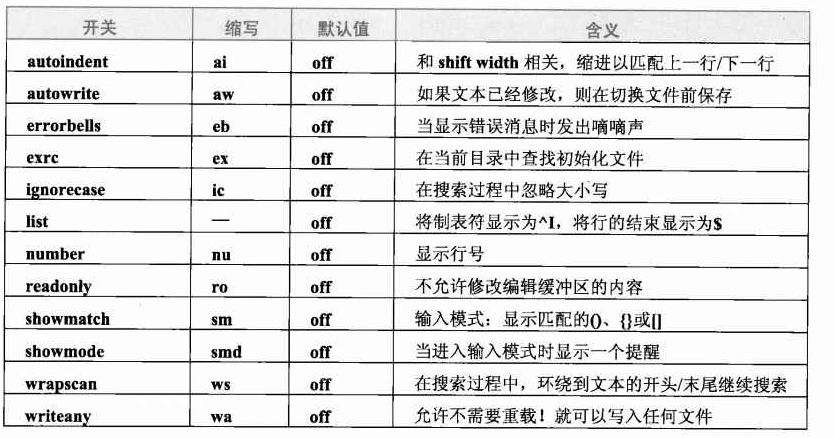 开关 缩写 默认值 含义
autoindent ai off 和 shift width 相关，缩进以匹配上一行/下一行
autowrite aw off 如果文本已经修改，则在切换文件前保存
errorbells eb off 当显示错误消息时发出嘀嘀声
exrc ex off 在当前目录中查找初始化文件
ignorecase ic off 在搜索过程中忽略大小写
list — off 将制表符显示为^I，将行的结束显示为$
number nu off 显示行号
readonly ro off 不允许修改编辑缓冲区的内容
showmatch sm off 输入模式：显示匹配的()、{}或[]
showmode smd off 当进入输入模式时显示一个提醒
wrapscan ws off 在搜索过程中，环绕到文本的开头/末尾继续搜索
writeany wa off 允许不需要重载！就可以写入任何文件